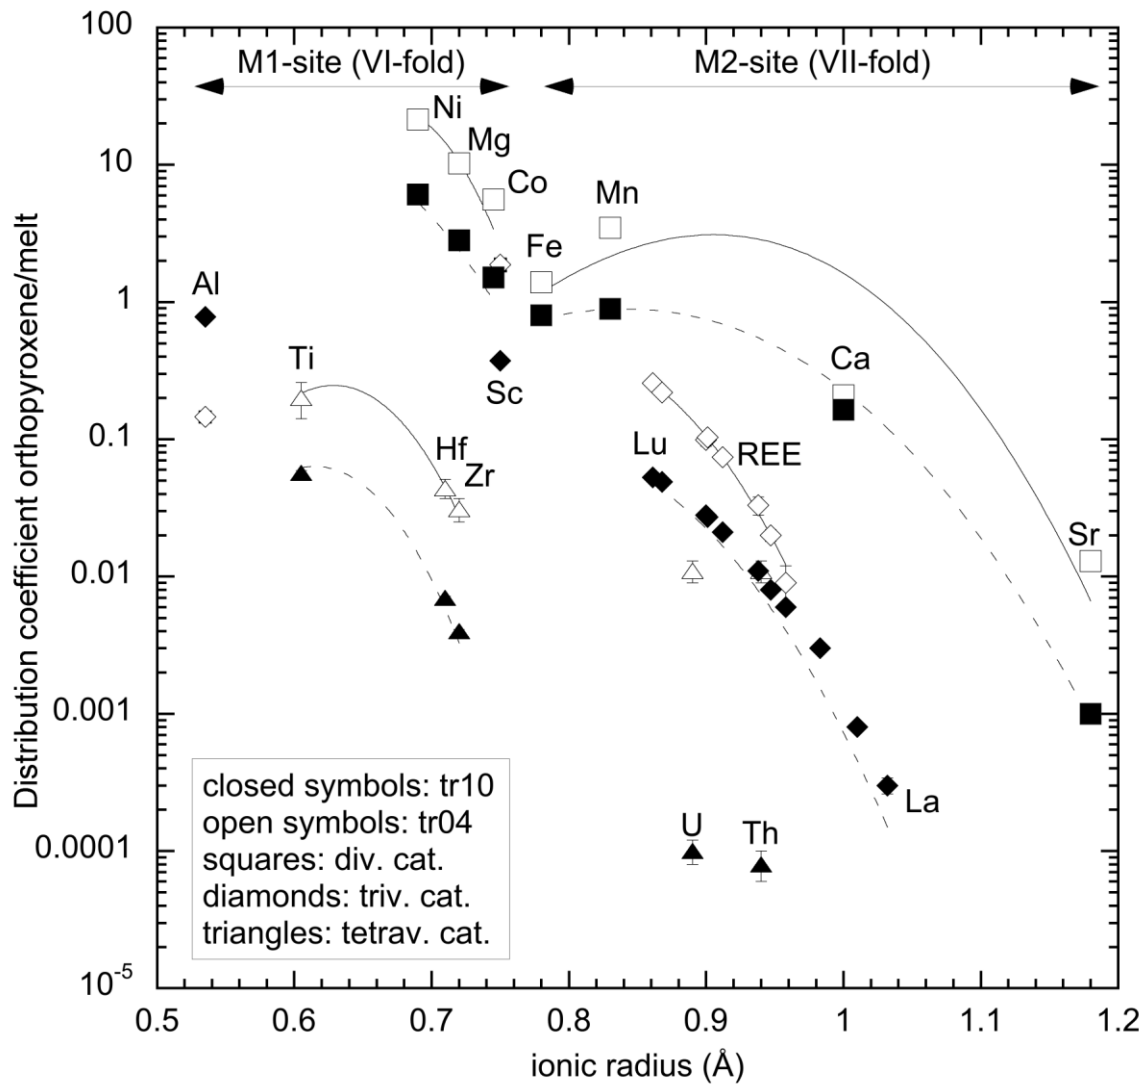 100
M1-site (VI-fold) M2-site (VII-fold)
Ni
Mg
10
Co
Mn
Fe
Al
1
Ti
Sc
Ca
0.1
Hf
Zr
Lu
REE
0.01
Sr
0.001
La
U
Th
0.0001
closed symbols: tr10
open symbols: tr04
squares: div. cat.
diamonds: triv. cat.
triangles: tetrav. cat.
10-5
0.5 0.6 0.7 0.8 0.9 1 1.1 1.2
ionic radius (Å)
Distribution coefficient orthopyroxene/melt